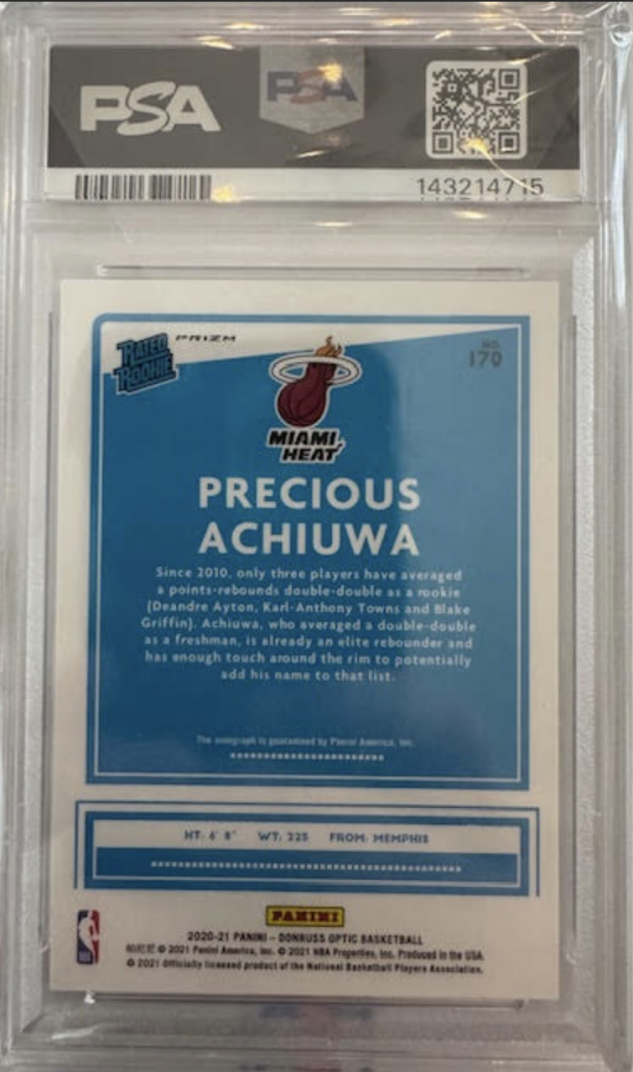 PSA
PSA
143214715
RATED
ROOKIE
PRIZM
NO.
170
MIAMI
HEAT
PRECIOUS
ACHIUWA
Since 2010, only three players have averaged
a points-rebounds double-double as a rookie
(Deandre Ayton, Karl-Anthony Towns and Blake
Griffin). Achiuwa, who averaged a double-double
as a freshman, is already an elite rebounder and
has enough touch around the rim to potentially
add his name to that list.
The autograph is guaranteed by Panini America, Inc.
HT: 6' 8" WT: 225 FROM: MEMPHIS
PANINI
2020-21 PANINI – DONRUSS OPTIC BASKETBALL
© 2021 Panini America, Inc. © 2021 NBA Properties, Inc. Produced in the USA.
© 2021 Officially licensed product of the National Basketball Players Association.